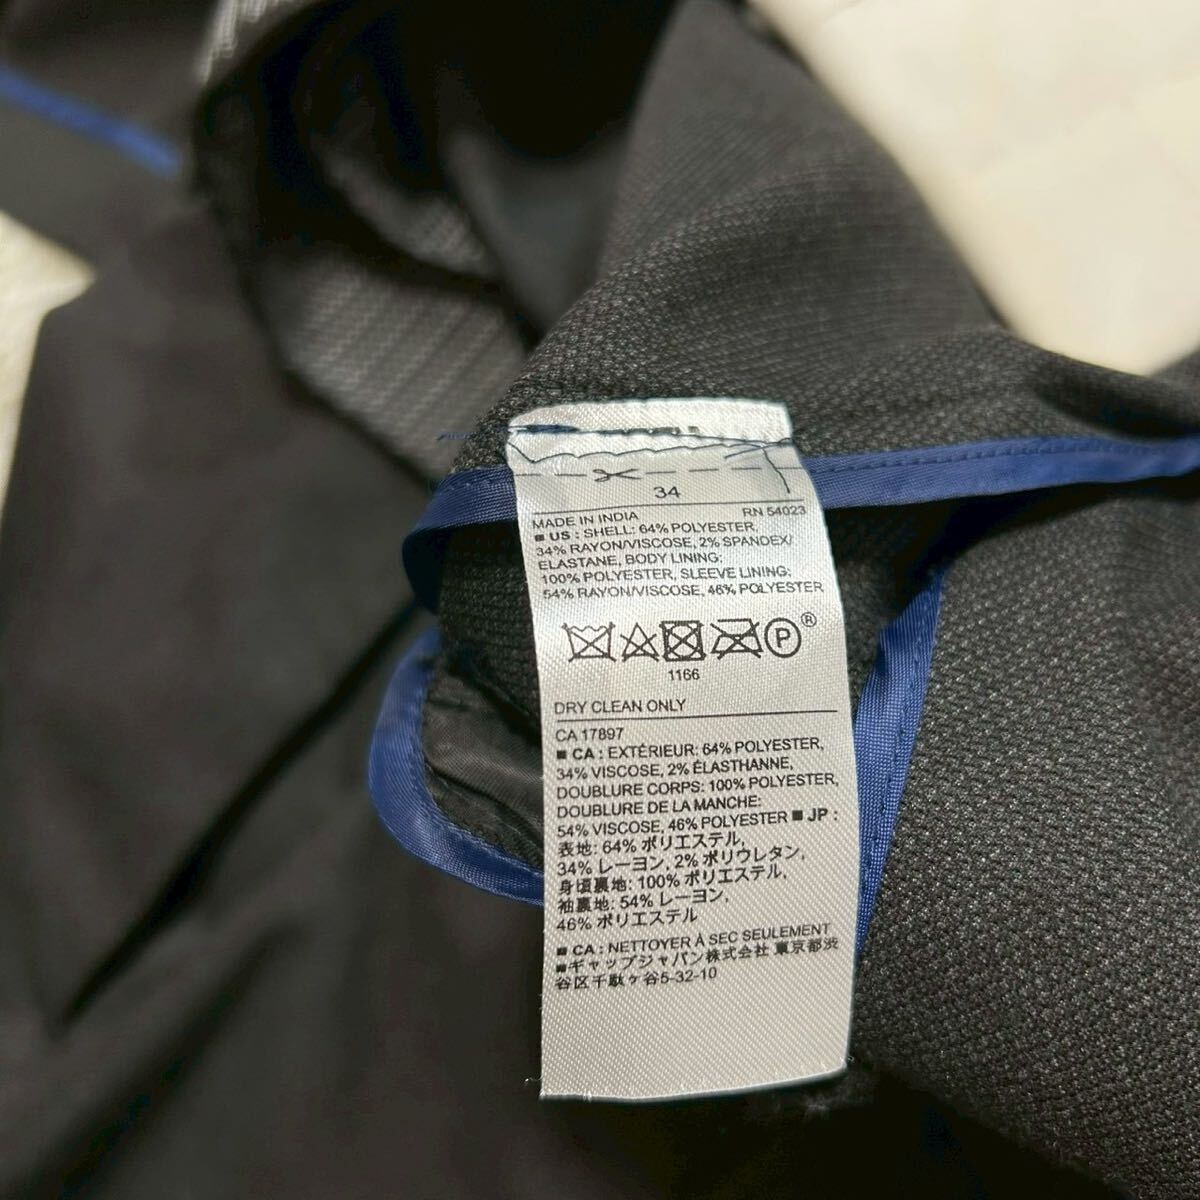 34
MADE IN INDIA RN 54023
■ US : SHELL: 64% POLYESTER,
34% RAYON/VISCOSE, 2% SPANDEX/
ELASTANE, BODY LINING:
100% POLYESTER, SLEEVE LINING:
54% RAYON/VISCOSE, 46% POLYESTER
P®
1166
DRY CLEAN ONLY
CA 17897
■ CA : EXTÉRIEUR: 64% POLYESTER,
34% VISCOSE, 2% ÉLASTHANNE,
DOUBLURE CORPS: 100% POLYESTER,
DOUBLURE DE LA MANCHE:
54% VISCOSE, 46% POLYESTER ■ JP :
表地: 64% ポリエステル,
34% レーヨン, 2% ポリウレタン,
身頃裏地: 100% ポリエステル,
袖裏地: 54% レーヨン,
46% ポリエステル
■ CA : NETTOYER À SEC SEULEMENT
■ギャップジャパン株式会社 東京都渋
谷区千駄ヶ谷5-32-10